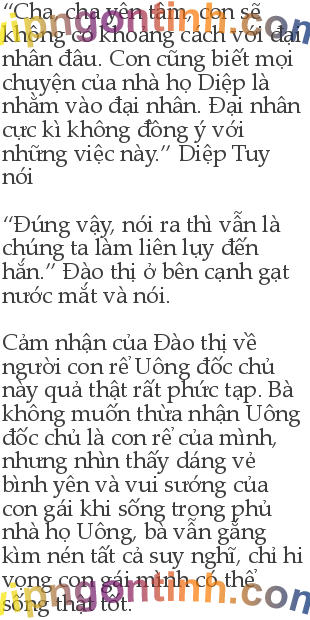 “Cha, cha yên tâm, con sẽ
không có khoảng cách với đại
nhân đâu. Con cũng biết mọi
chuyện của nhà họ Diệp là
nhằm vào đại nhân. Đại nhân
cực kì không đồng ý với
những việc này.” Diệp Tuy
nói
“Đúng vậy, nói ra thì vẫn là
chúng ta làm liên lụy đến
hắn.” Đào thị ở bên cạnh gạt
nước mắt và nói.
Cảm nhận của Đào thị về
người con rể Uông đốc chủ
này quả thật rất phức tạp. Bà
không muốn thừa nhận Uông
đốc chủ là con rể của mình,
nhưng nhìn thấy dáng vẻ
bình yên và vui sướng của
con gái khi sống trong phủ
nhà họ Uông, bà vẫn gắng
kìm nén tất cả suy nghĩ, chỉ hi
vọng con gái mình có thể
sống thật tốt.
vipngontinh.com
vipngontinh.com